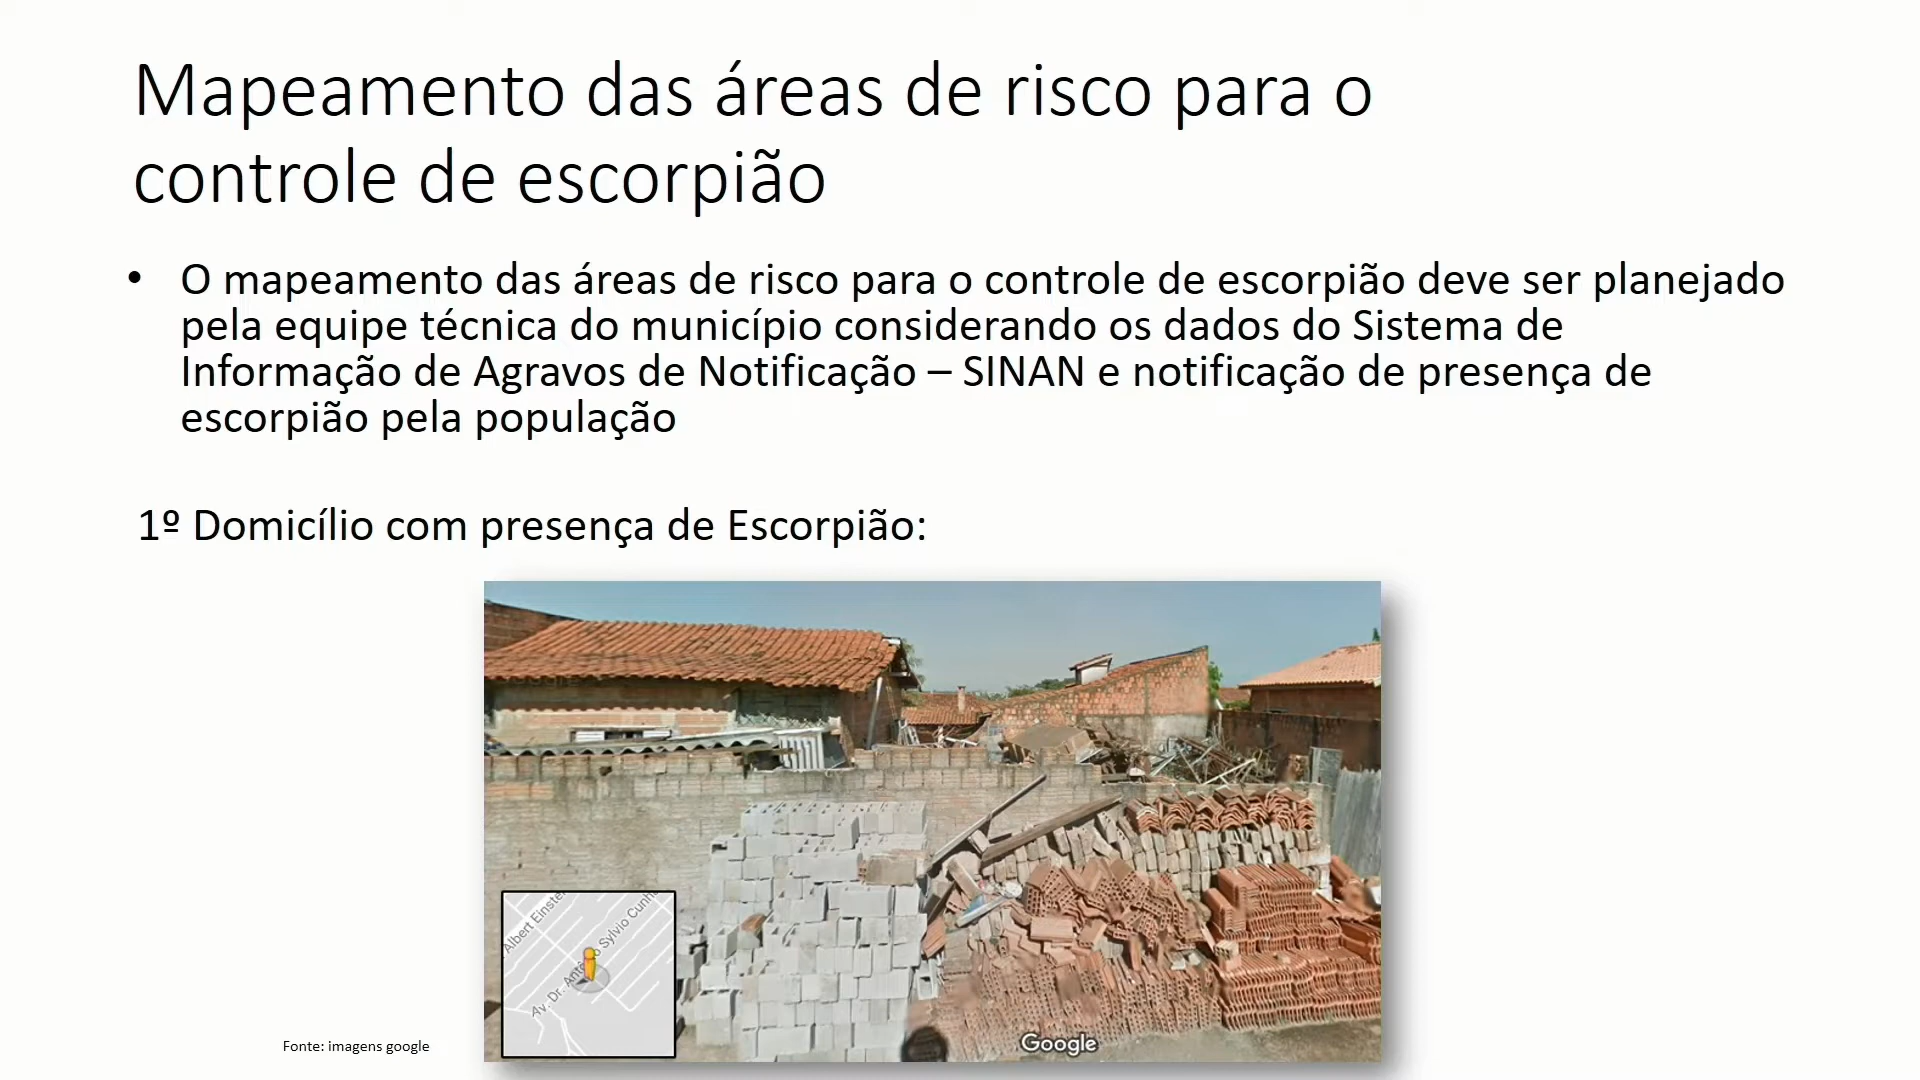 Mapeamento das áreas de risco para o
controle de escorpião
• O mapeamento das áreas de risco para o controle de escorpião deve ser planejado
pela equipe técnica do município considerando os dados do Sistema de
Informação de Agravos de Notificação – SINAN e notificação de presença de
escorpião pela população
1º Domicílio com presença de Escorpião:
Albert Einste
Av. Dr. Antô
Sylvio Cunh
Google
Fonte: imagens google